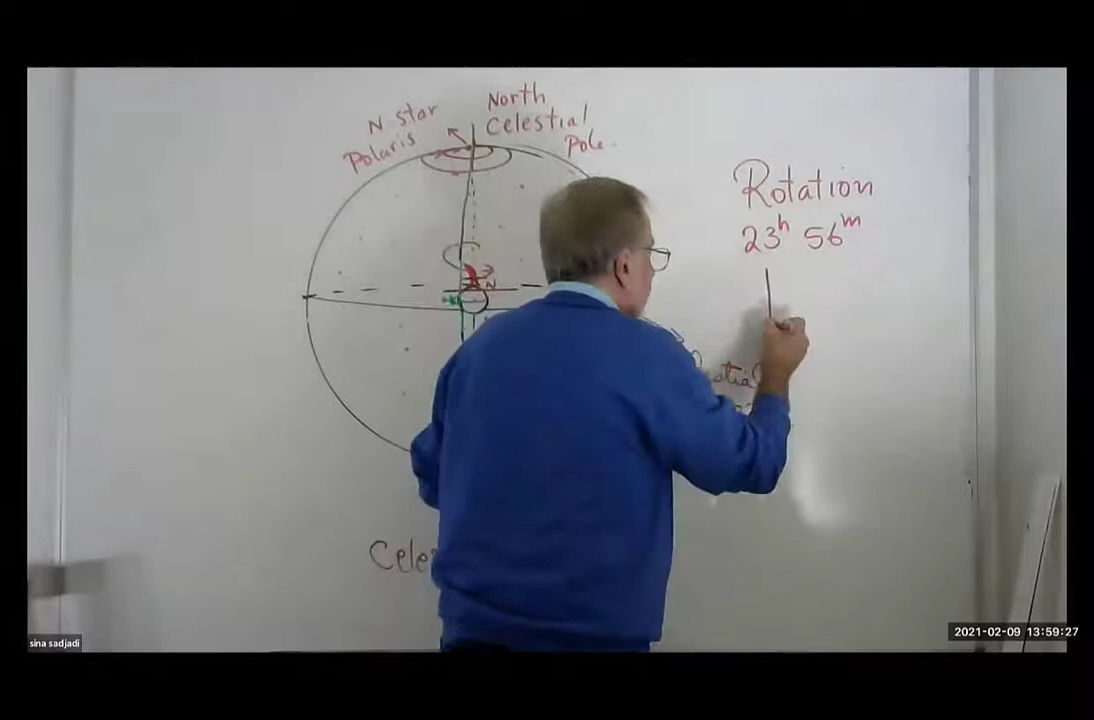 N star
Polaris
North
Celestial
Pole.
Rotation
23h 56m
N
sina sadjadi
2021-02-09 13:59:27